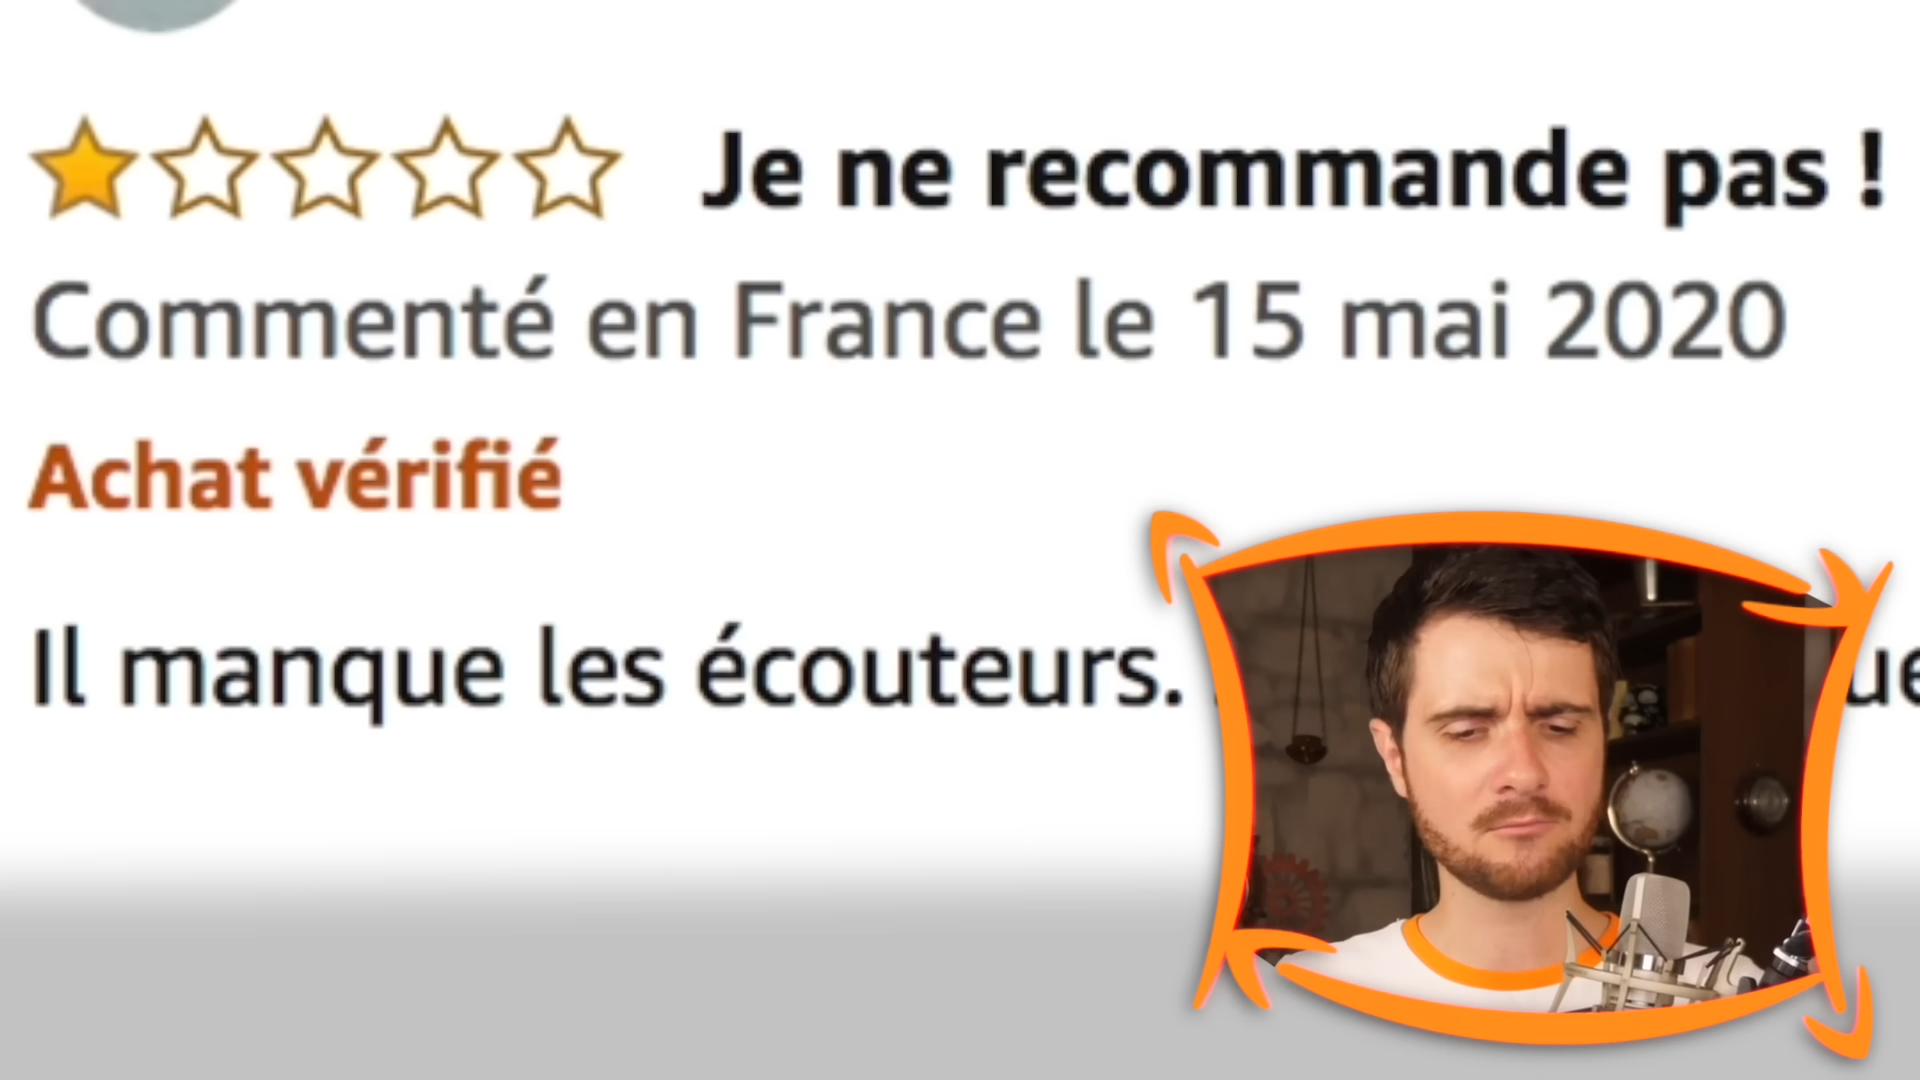 Je ne recommande pas !
Commenté en France le 15 mai 2020
Achat vérifié
Il manque les écouteurs.